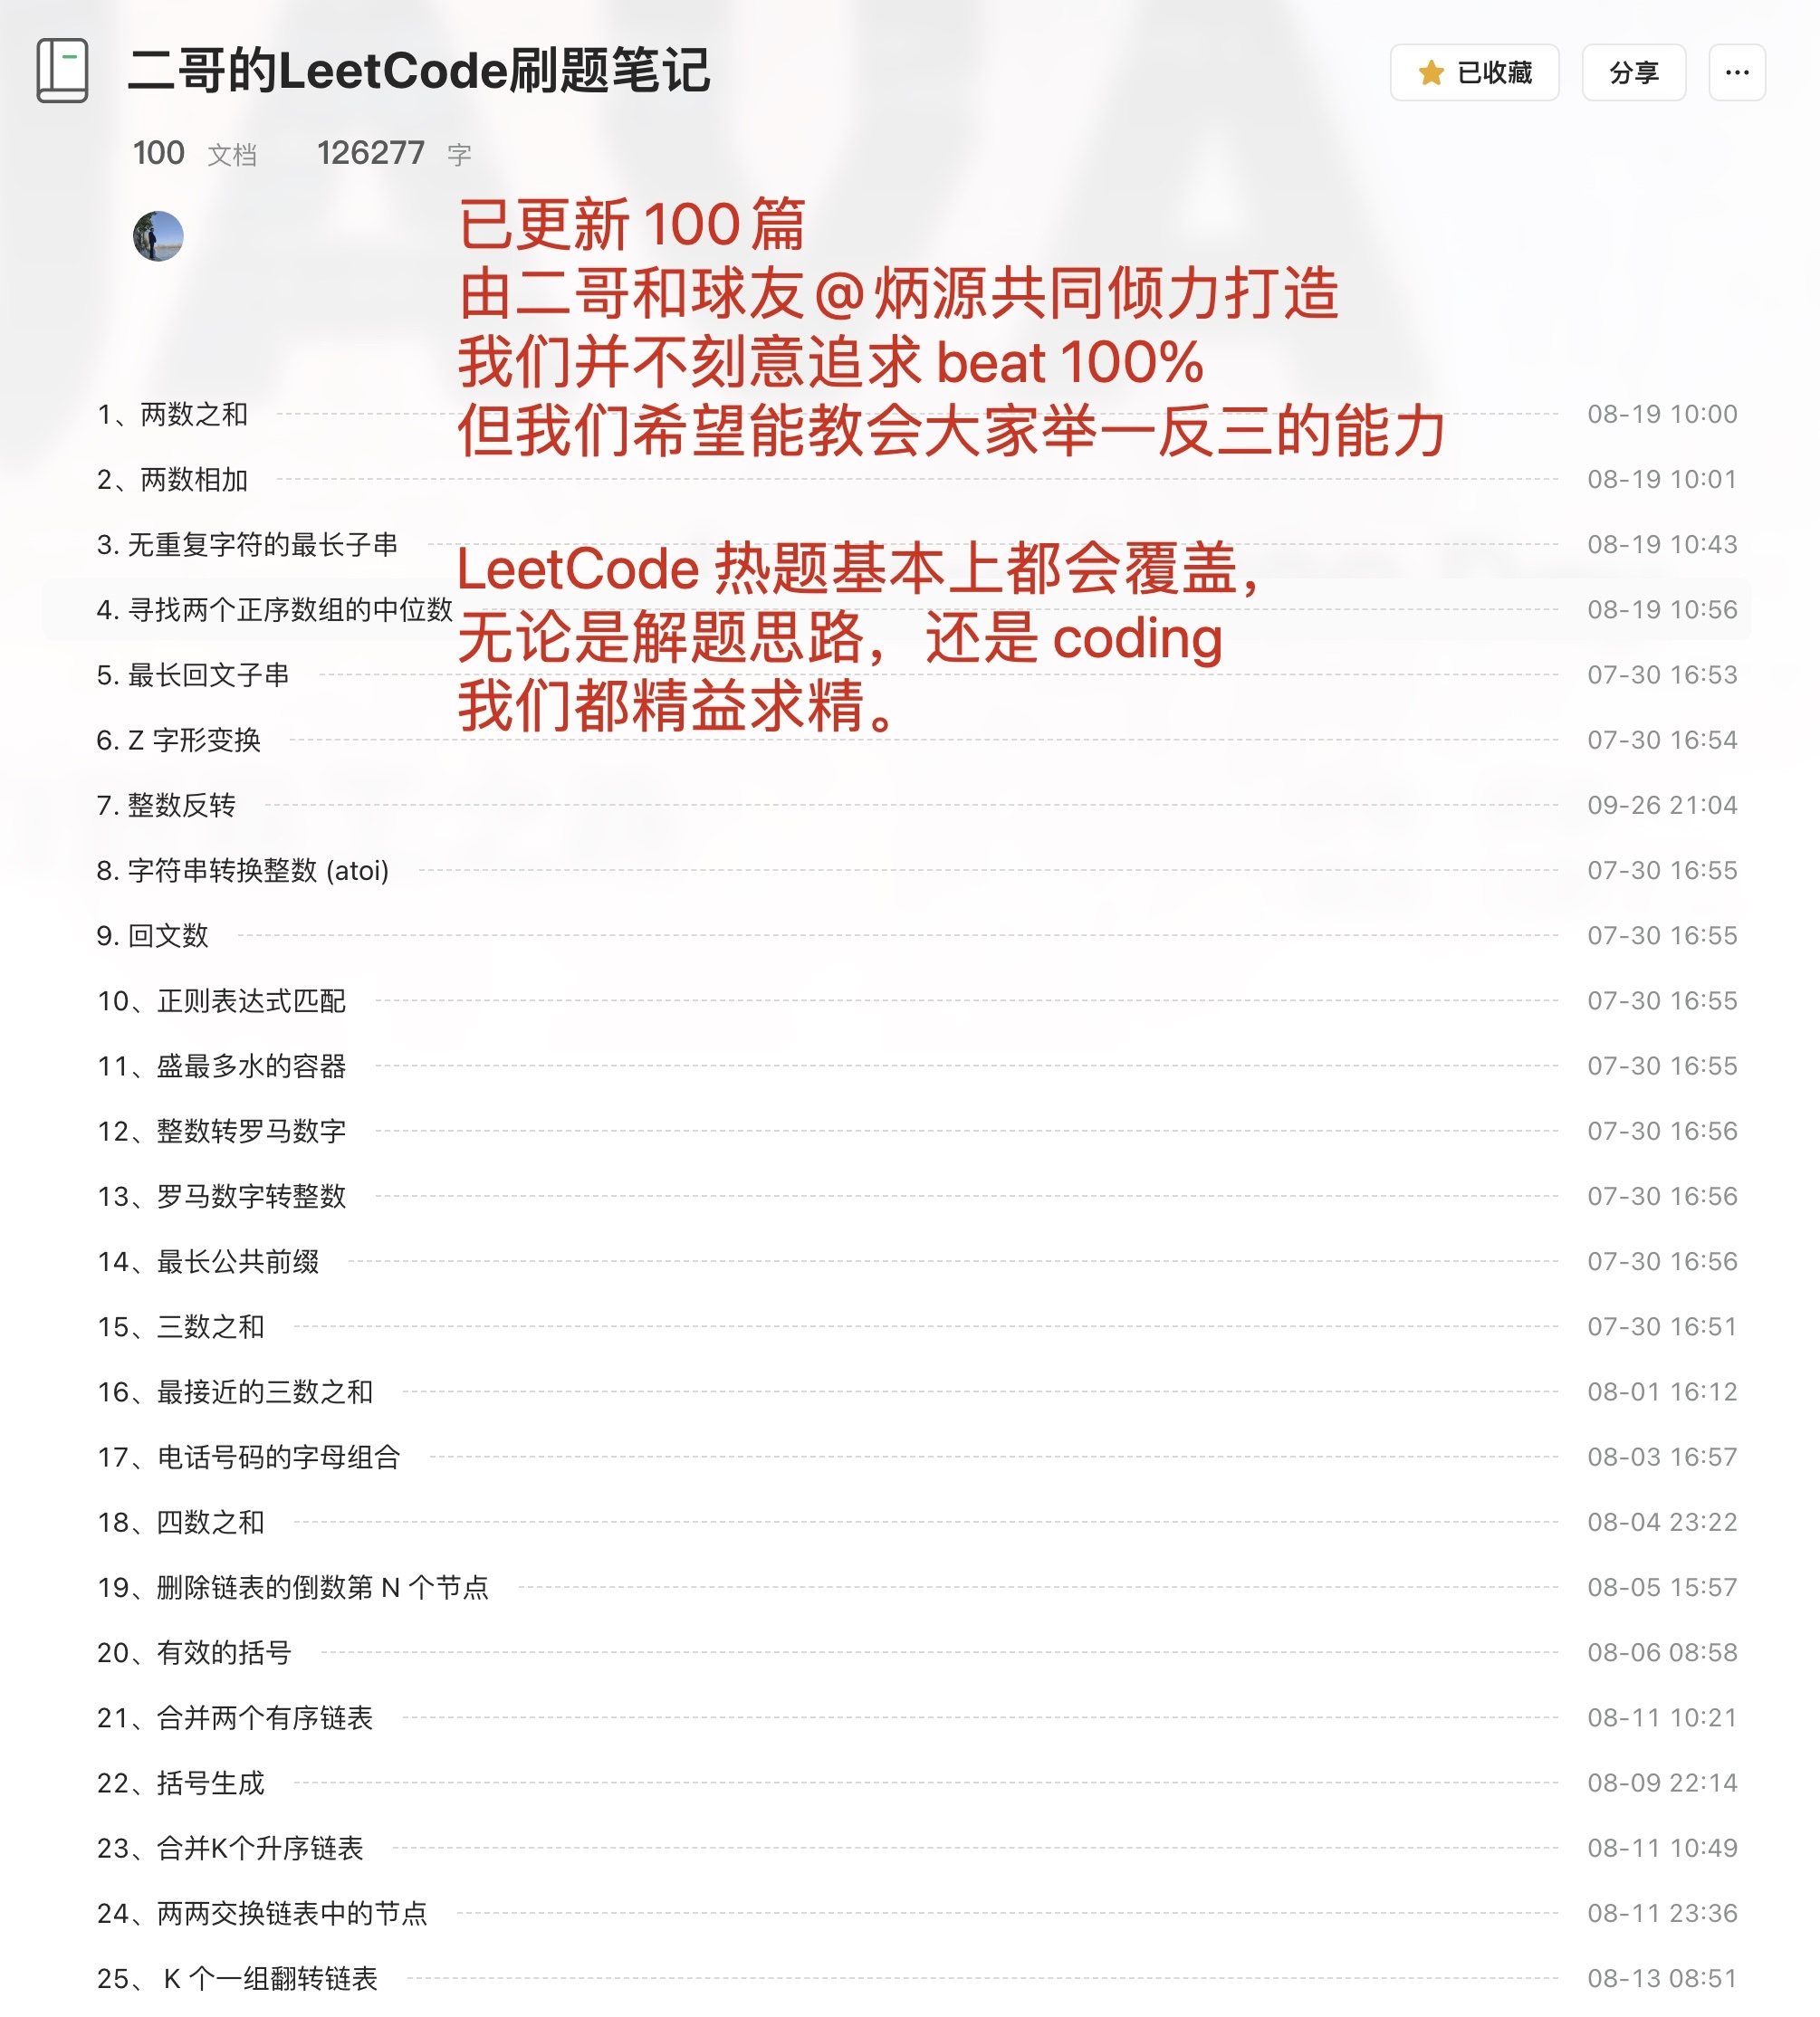 二哥的LeetCode刷题笔记
已收藏
分享
100 文档 126277 字
已更新 100 篇
由二哥和球友@炳源共同倾力打造
我们并不刻意追求 beat 100%
但我们希望能教会大家举一反三的能力
LeetCode 热题基本上都会覆盖，
无论是解题思路，还是 coding
我们都精益求精。
1、两数之和 08-19 10:00
2、两数相加 08-19 10:01
3. 无重复字符的最长子串 08-19 10:43
4. 寻找两个正序数组的中位数 08-19 10:56
5. 最长回文子串 07-30 16:53
6. Z 字形变换 07-30 16:54
7. 整数反转 09-26 21:04
8. 字符串转换整数 (atoi) 07-30 16:55
9. 回文数 07-30 16:55
10、正则表达式匹配 07-30 16:55
11、盛最多水的容器 07-30 16:55
12、整数转罗马数字 07-30 16:56
13、罗马数字转整数 07-30 16:56
14、最长公共前缀 07-30 16:56
15、三数之和 07-30 16:51
16、最接近的三数之和 08-01 16:12
17、电话号码的字母组合 08-03 16:57
18、四数之和 08-04 23:22
19、删除链表的倒数第 N 个节点 08-05 15:57
20、有效的括号 08-06 08:58
21、合并两个有序链表 08-11 10:21
22、括号生成 08-09 22:14
23、合并K个升序链表 08-11 10:49
24、两两交换链表中的节点 08-11 23:36
25、 K 个一组翻转链表 08-13 08:51